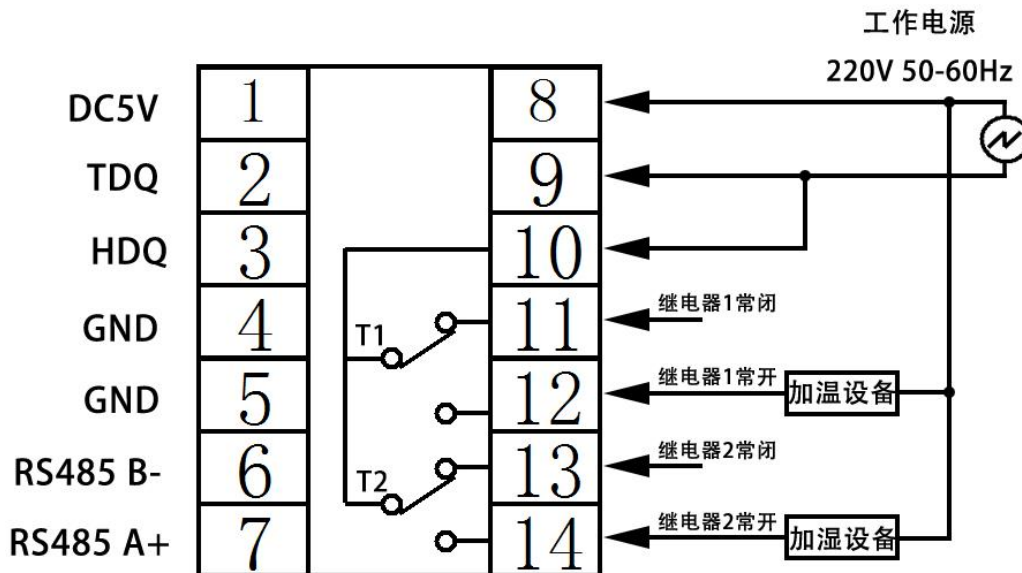 工作电源
220V 50-60Hz
DC5V 1 8
TDQ 2 9
HDQ 3 10
GND 4 11 继电器1常闭
T1
GND 5 12 继电器1常开 加温设备
RS485 B- 6 13 继电器2常闭
T2
RS485 A+ 7 14 继电器2常开 加湿设备